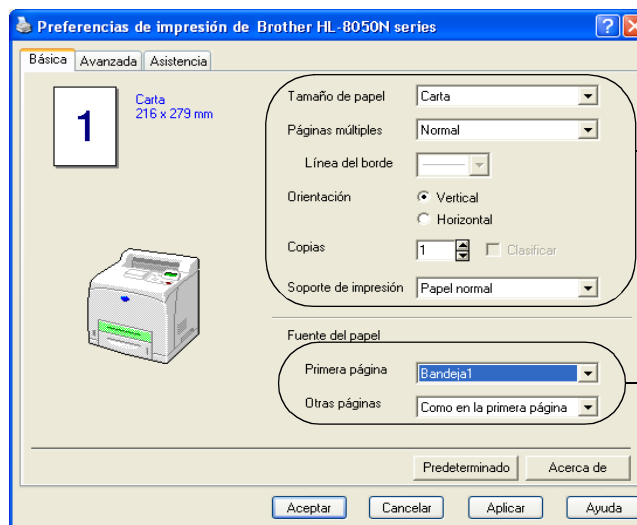 Preferencias de impresión de Brother HL-8050N series
Básica Avanzada Asistencia
1
Carta
216 x 279 mm
Tamaño de papel Carta
Páginas múltiples Normal
Línea del borde
Orientación Vertical
Horizontal
Copias 1 Clasificar
Soporte de impresión Papel normal
Fuente del papel
Primera página Bandeja1
Otras páginas Como en la primera página
Predeterminado Acerca de
Aceptar Cancelar Aplicar Ayuda